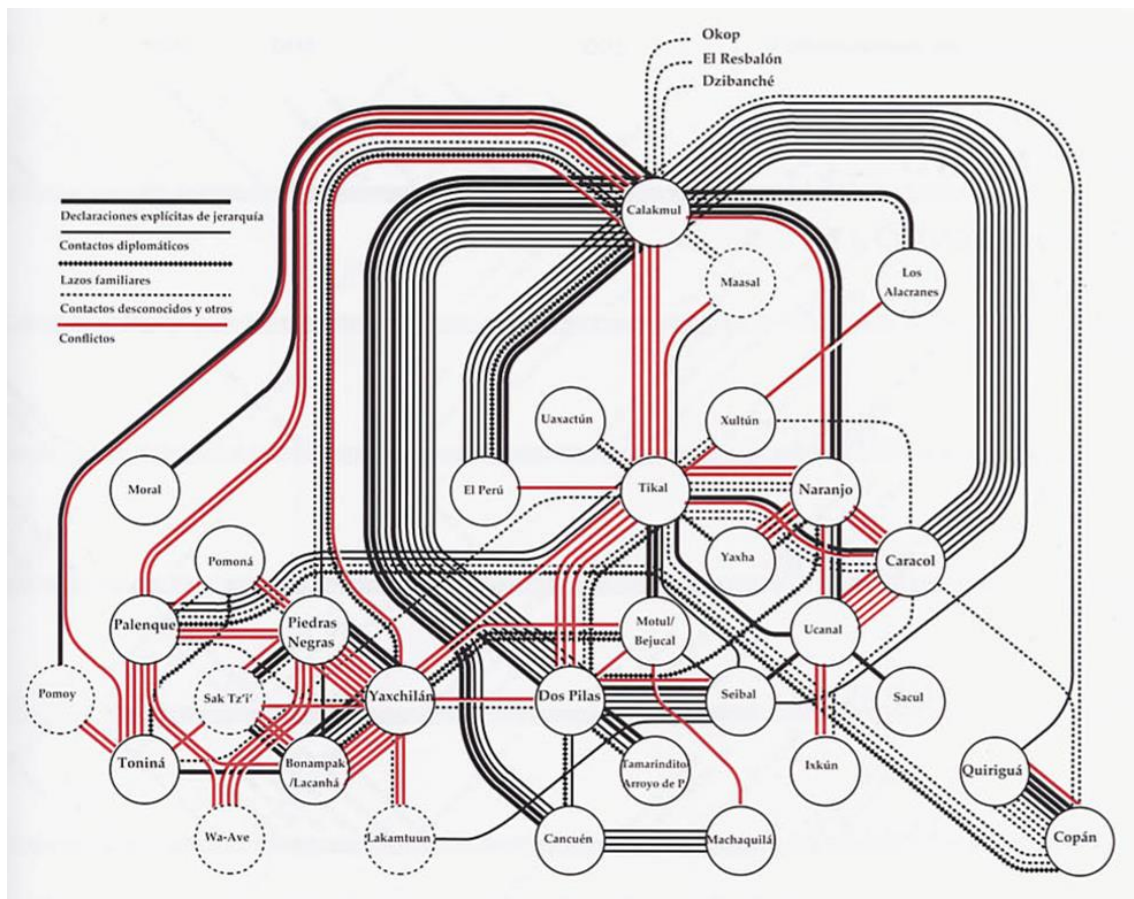 Okop
El Resbalón
Dzibanché
Declaraciones explícitas de jerarquía
Contactos diplomáticos
Lazos familiares
Contactos desconocidos y otros
Conflictos
Calakmul
Maasal
Los
Alacranes
Uaxactún
Xultún
Moral
El Perú
Tikal
Naranjo
Pomoná
Yaxha
Caracol
Palenque
Piedras
Negras
Motul/
Bejucal
Ucanal
Pomoy
Sak Tz'i'
Yaxchilán
Dos Pilas
Seibal
Sacul
Toniná
Bonampak
/Lacanhá
Tamarindito
Arroyo de P.
Ixkún
Quiriguá
Wa-Ave
Lakamtuun
Cancuén
Machaquilá
Copán